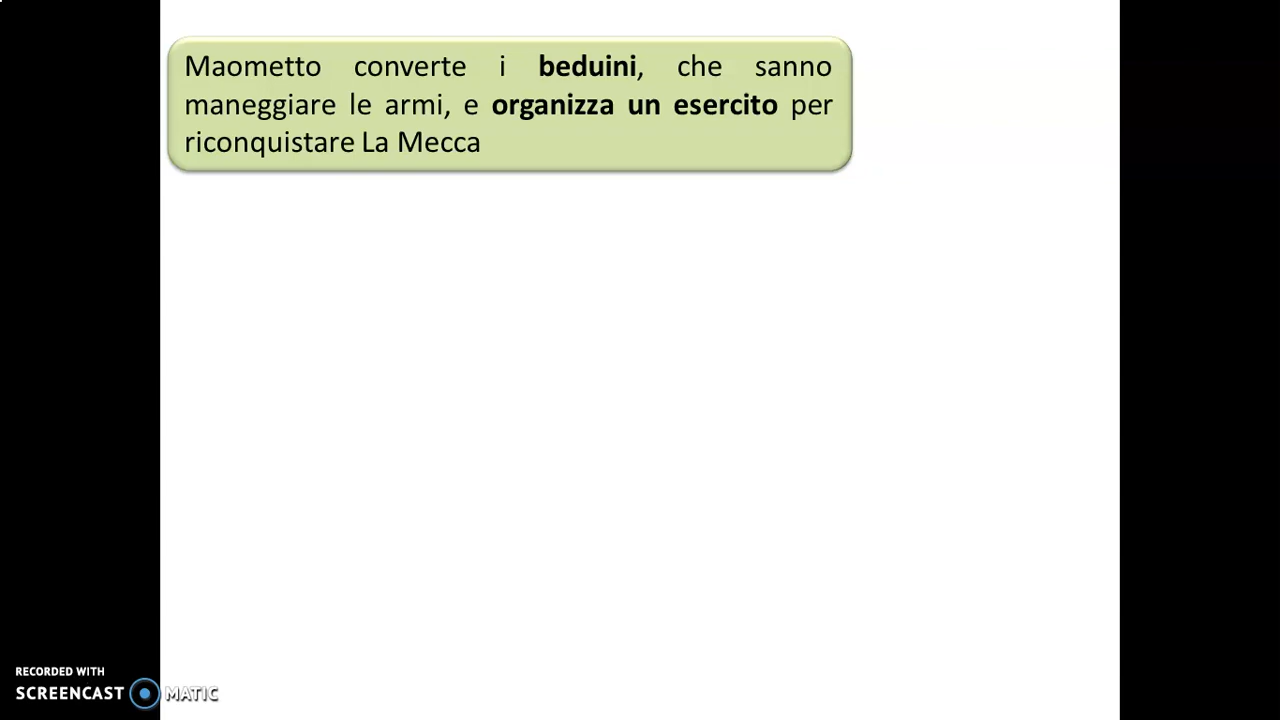 Maometto converte i beduini, che sanno
maneggiare le armi, e organizza un esercito per
riconquistare La Mecca
RECORDED WITH
SCREENCAST MATIC